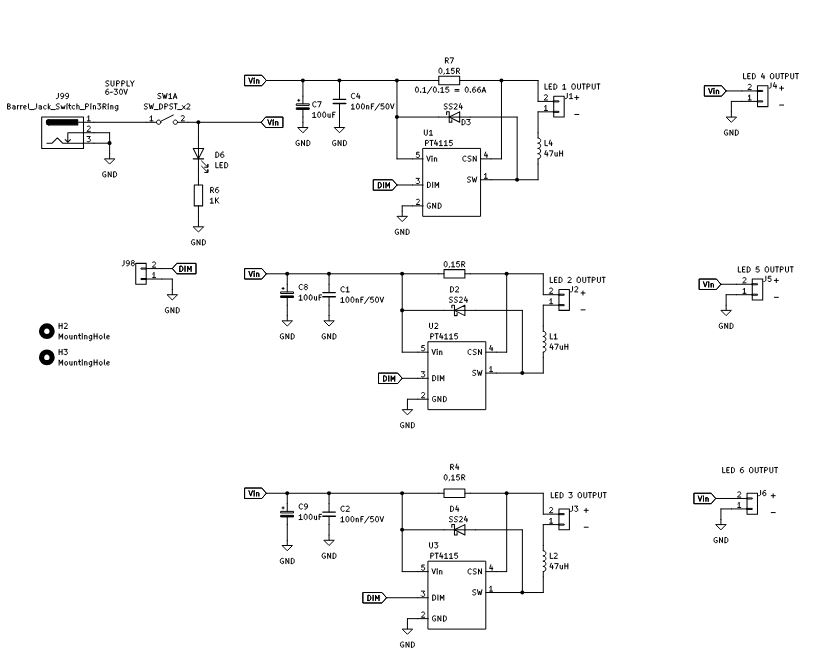 SUPPLY
6-30V
J99
Barrel_Jack_Switch_Pin3Ring
1
2
3
GND
SW1A
SW_DPST_x2
1 2
Vin
D6
LED
R6
1K
GND
J98
2
1
DIM
GND
H2
MountingHole
H3
MountingHole
Vin
C7
100uF
GND
C4
100nF/50V
GND
R7
0,15R
0.1/0.15 = 0.66A
SS24
D3
U1
PT4115
5 Vin
CSN 4
DIM
3 DIM
SW 1
2 GND
GND
LED 1 OUTPUT
2
1
J1
+
-
L4
47uH
Vin
C8
100uF
GND
C1
100nF/50V
GND
0,15R
D2
SS24
U2
PT4115
5 Vin
CSN 4
DIM
3 DIM
SW 1
2 GND
GND
LED 2 OUTPUT
2
1
J2
+
-
L1
47uH
Vin
C9
100uF
GND
C2
100nF/50V
GND
R4
0,15R
D4
SS24
U3
PT4115
5 Vin
CSN 4
DIM
3 DIM
SW 1
2 GND
GND
LED 3 OUTPUT
2
1
J3
+
-
L2
47uH
LED 4 OUTPUT
Vin
2
1
J4
+
-
GND
LED 5 OUTPUT
Vin
2
1
J5
+
-
GND
LED 6 OUTPUT
Vin
2
1
J6
+
-
GND